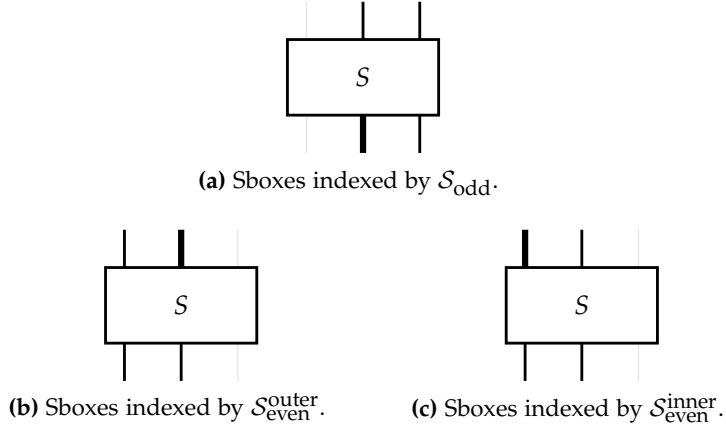 S
(a) Sboxes indexed by S_odd.
S S
(b) Sboxes indexed by S_even^outer. (c) Sboxes indexed by S_even^inner.